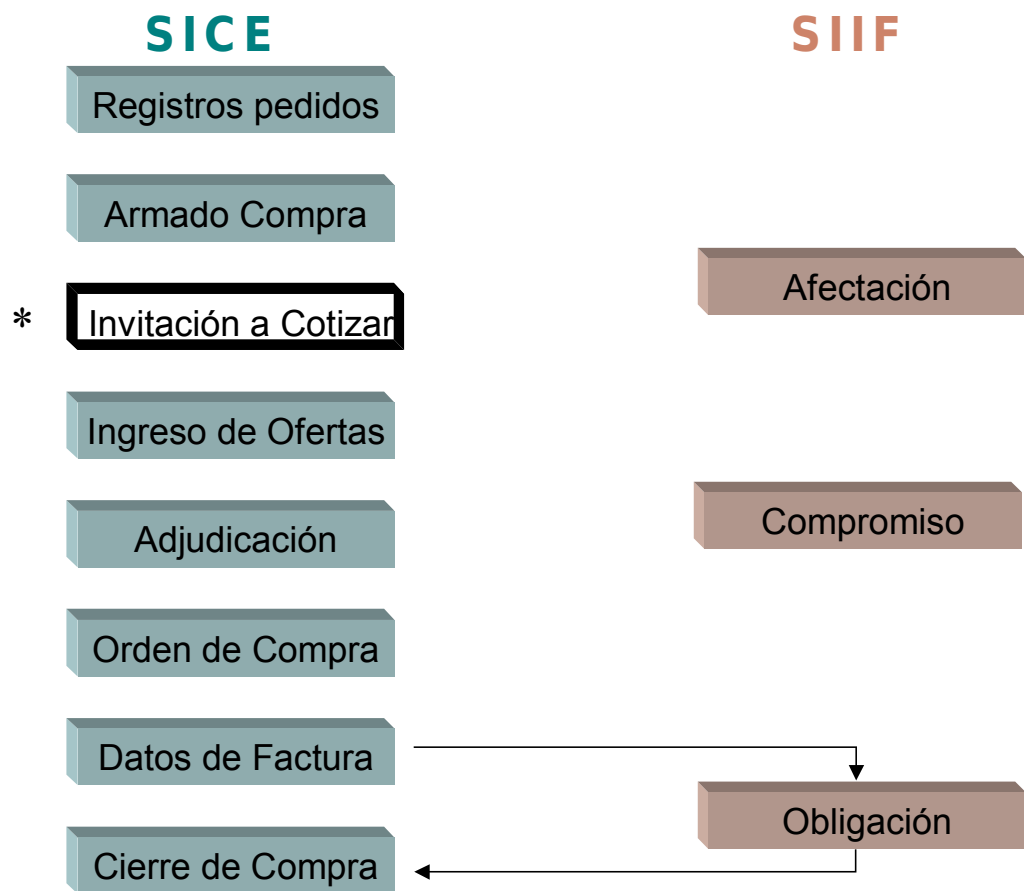 SICE
SIIF
Registros pedidos
Armado Compra
Afectación
* Invitación a Cotizar
Ingreso de Ofertas
Compromiso
Adjudicación
Orden de Compra
Datos de Factura
Obligación
Cierre de Compra